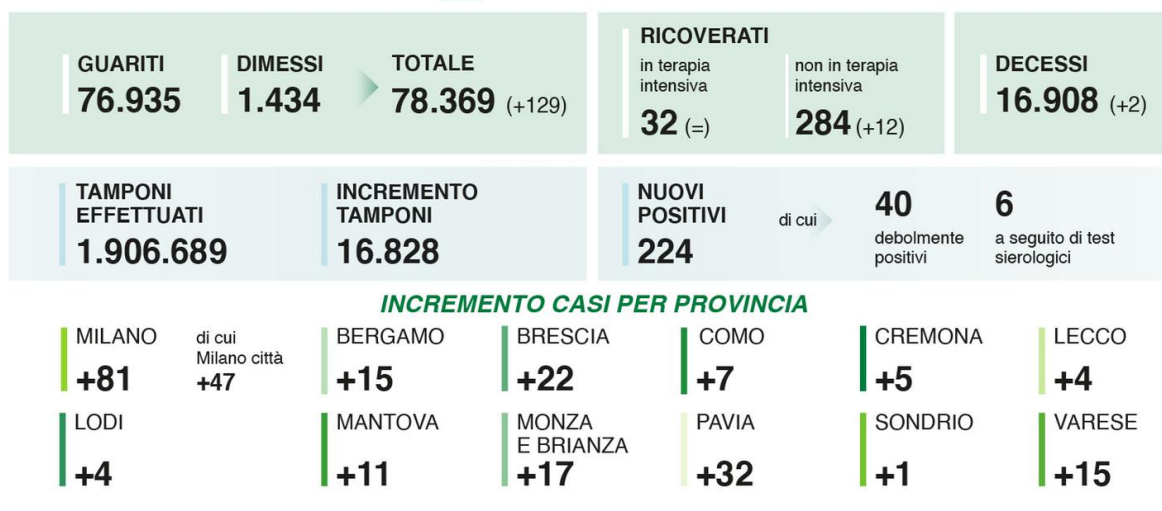 GUARITI
76.935
DIMESSI
1.434
TOTALE
78.369 (+129)
RICOVERATI
in terapia
intensiva
32 (=)
non in terapia
intensiva
284 (+12)
DECESSI
16.908 (+2)
TAMPONI
EFFETTUATI
1.906.689
INCREMENTO
TAMPONI
16.828
NUOVI
POSITIVI
224
di cui
40
debolmente
positivi
6
a seguito di test
sierologici
INCREMENTO CASI PER PROVINCIA
MILANO
+81
di cui
Milano città
+47
BERGAMO
+15
BRESCIA
+22
COMO
+7
CREMONA
+5
LECCO
+4
LODI
+4
MANTOVA
+11
MONZA
E BRIANZA
+17
PAVIA
+32
SONDRIO
+1
VARESE
+15